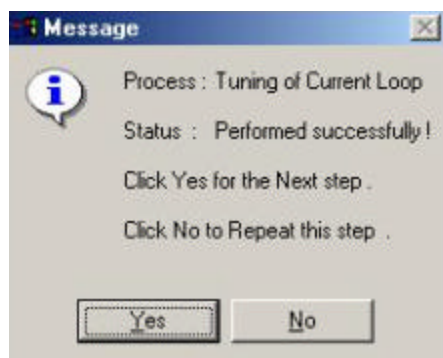 Message
Process : Tuning of Current Loop
Status : Performed successfully !
Click Yes for the Next step .
Click No to Repeat this step .
Yes No